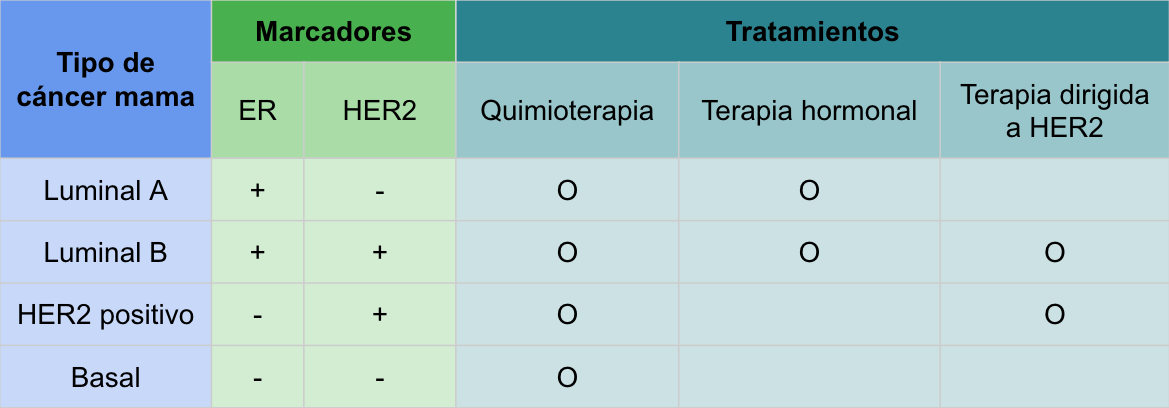 Tipo de
cáncer mama
Marcadores
Tratamientos
ER
HER2
Quimioterapia
Terapia hormonal
Terapia dirigida
a HER2
Luminal A
+
-
O
O
Luminal B
+
+
O
O
O
HER2 positivo
-
+
O
O
Basal
-
-
O